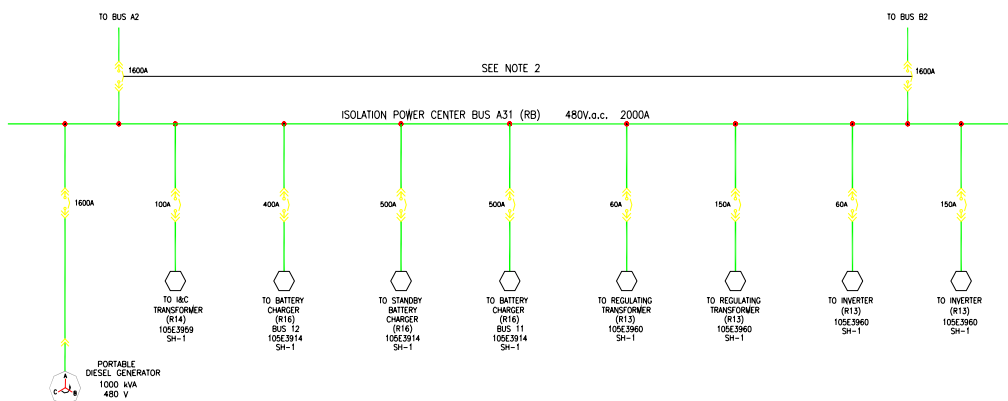 TO BUS A2
TO BUS B2
1600A
SEE NOTE 2
1600A
ISOLATION POWER CENTER BUS A31 (RB) 480V.a.c. 2000A
1600A
100A
400A
500A
500A
60A
150A
60A
150A
TO I&C
TRANSFORMER
(R14)
105E3959
SH-1
TO BATTERY
CHARGER
(R16)
BUS 12
105E3914
SH-1
TO STANDBY
BATTERY
CHARGER
(R16)
105E3914
SH-1
TO BATTERY
CHARGER
(R16)
BUS 11
105E3914
SH-1
TO REGULATING
TRANSFORMER
(R13)
105E3960
SH-1
TO REGULATING
TRANSFORMER
(R13)
105E3960
SH-1
TO INVERTER
(R13)
105E3960
SH-1
TO INVERTER
(R13)
105E3960
SH-1
PORTABLE
DIESEL GENERATOR
1000 kVA
480 V
A
C B